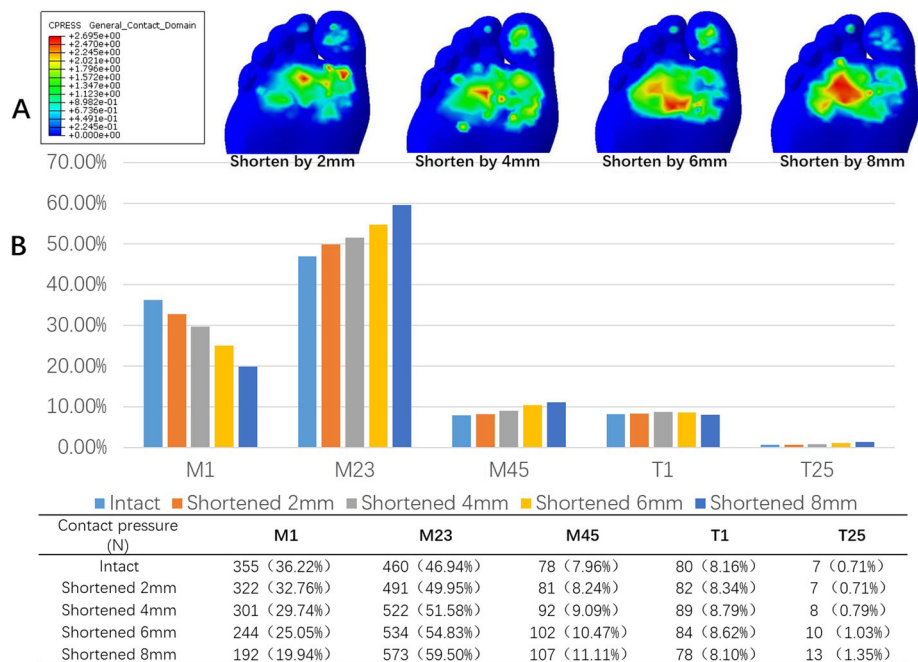 CPRESS General_Contact_Domain
+2.695e+00
+2.470e+00
+2.245e+00
+2.021e+00
+1.796e+00
+1.572e+00
+1.347e+00
+1.123e+00
+8.982e-01
+6.736e-01
+4.491e-01
+2.245e-01
+0.000e+00
A
Shorten by 2mm Shorten by 4mm Shorten by 6mm Shorten by 8mm
B
70.00%
60.00%
50.00%
40.00%
30.00%
20.00%
10.00%
0.00%
M1 M23 M45 T1 T25
Intact Shortened 2mm Shortened 4mm Shortened 6mm Shortened 8mm
Contact pressure (N) M1 M23 M45 T1 T25
Intact 355（36.22%） 460（46.94%） 78（7.96%） 80（8.16%） 7（0.71%）
Shortened 2mm 322（32.76%） 491（49.95%） 81（8.24%） 82（8.34%） 7（0.71%）
Shortened 4mm 301（29.74%） 522（51.58%） 92（9.09%） 89（8.79%） 8（0.79%）
Shortened 6mm 244（25.05%） 534（54.83%） 102（10.47%） 84（8.62%） 10（1.03%）
Shortened 8mm 192（19.94%） 573（59.50%） 107（11.11%） 78（8.10%） 13（1.35%）